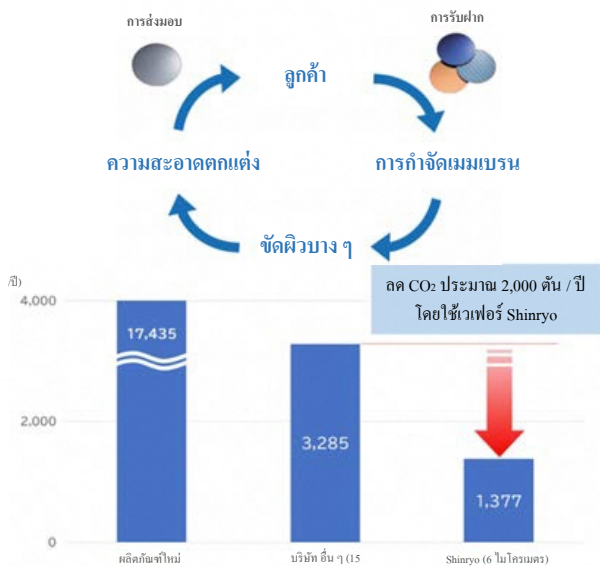 การส่งมอบ
การรับฝาก
ลูกค้า
ความสะอาดตกแต่ง
การกำจัดเมมเบรน
ขัดผิวบาง ๆ
/ปี)
ลด CO₂ ประมาณ 2,000 ตัน / ปี
โดยใช้เวเฟอร์ Shinryo
4,000
17,435
2,000
3,285
1,377
0
ผลิตภัณฑ์ใหม่
บริษัท อื่น ๆ (15
Shinryo (6 ไมโครเมตร)